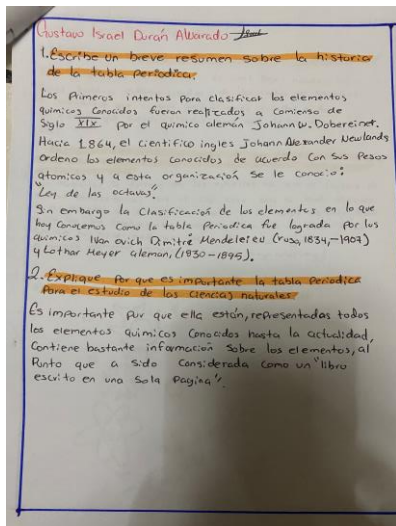 Gustavo Israel Durán Alvarado
1. Escribe un breve resumen sobre la historia
de la tabla periodica.
Los Primeros intentos para clasificar los elementos
quimicos Conocidos fueron realizados a Comienso de
Siglo XIX por el quimico alemán Johann W. Dobereinet.
Hacia 1864, el Cientifico ingles Johann Alexander Newlands
ordeno los elementos conocidos de acuerdo Con Sus Pesos
atomicos y a esta organización se le Conocio:
"Ley de las octavas".
Sin embargo la Clasificación de los elementos en lo que
hoy Conocemos Como la tabla Periodica fue lograda por los
quimicos Ivan ovich Dmitré Mendeleieu (ruso, 1834,-1907)
y Lothar Meyer aleman, (1830-1895).
2. Explique Por que es importante la tabla Periodica
Para el estudio de las ciencias naturales
Es importante Por que ella están, representadas todos
los elementos quimicos Conocidos hasta la actualidad,
Contiene bastante información Sobre los elementos, al
Punto que a sido Considerada Como un "libro
escrito en una Sola Pagina".